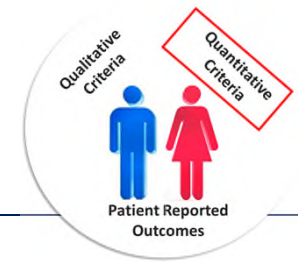 Qualitative
Criteria
Quantitative
Criteria
Patient Reported
Outcomes